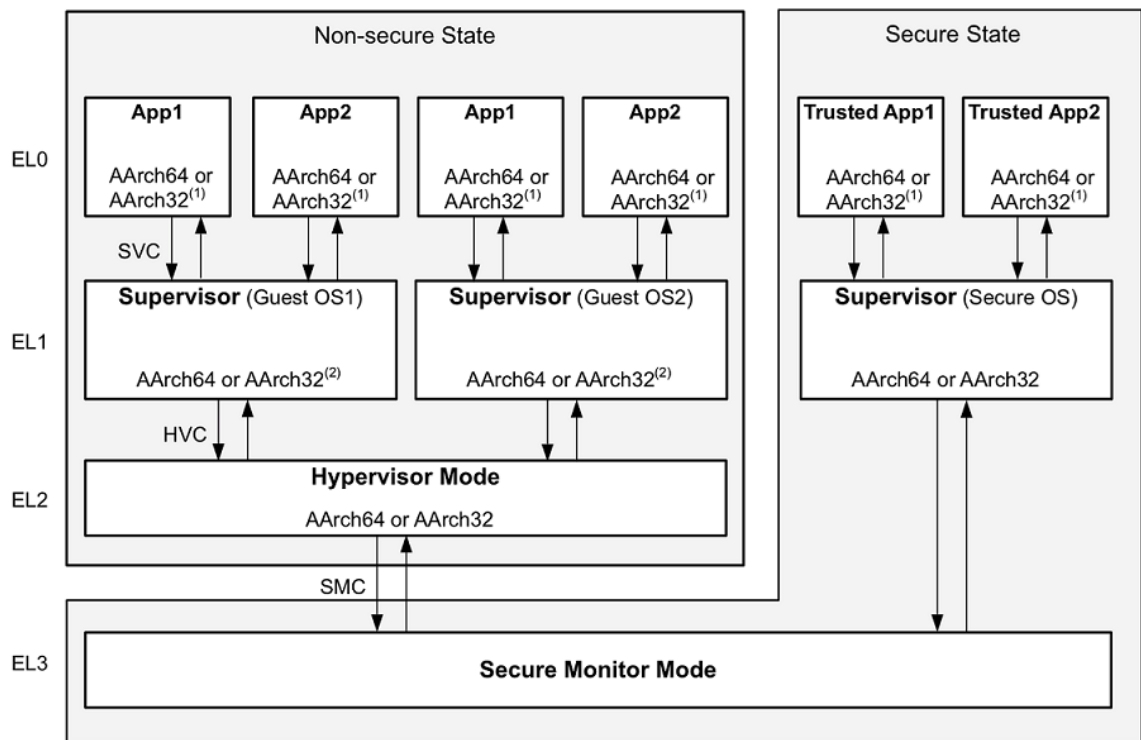 Non-secure State
Secure State
EL0
App1
AArch64 or
AArch32(1)
App2
AArch64 or
AArch32(1)
App1
AArch64 or
AArch32(1)
App2
AArch64 or
AArch32(1)
Trusted App1
AArch64 or
AArch32(1)
Trusted App2
AArch64 or
AArch32(1)
SVC
EL1
Supervisor (Guest OS1)
AArch64 or AArch32(2)
Supervisor (Guest OS2)
AArch64 or AArch32(2)
Supervisor (Secure OS)
AArch64 or AArch32
HVC
EL2
Hypervisor Mode
AArch64 or AArch32
SMC
EL3
Secure Monitor Mode